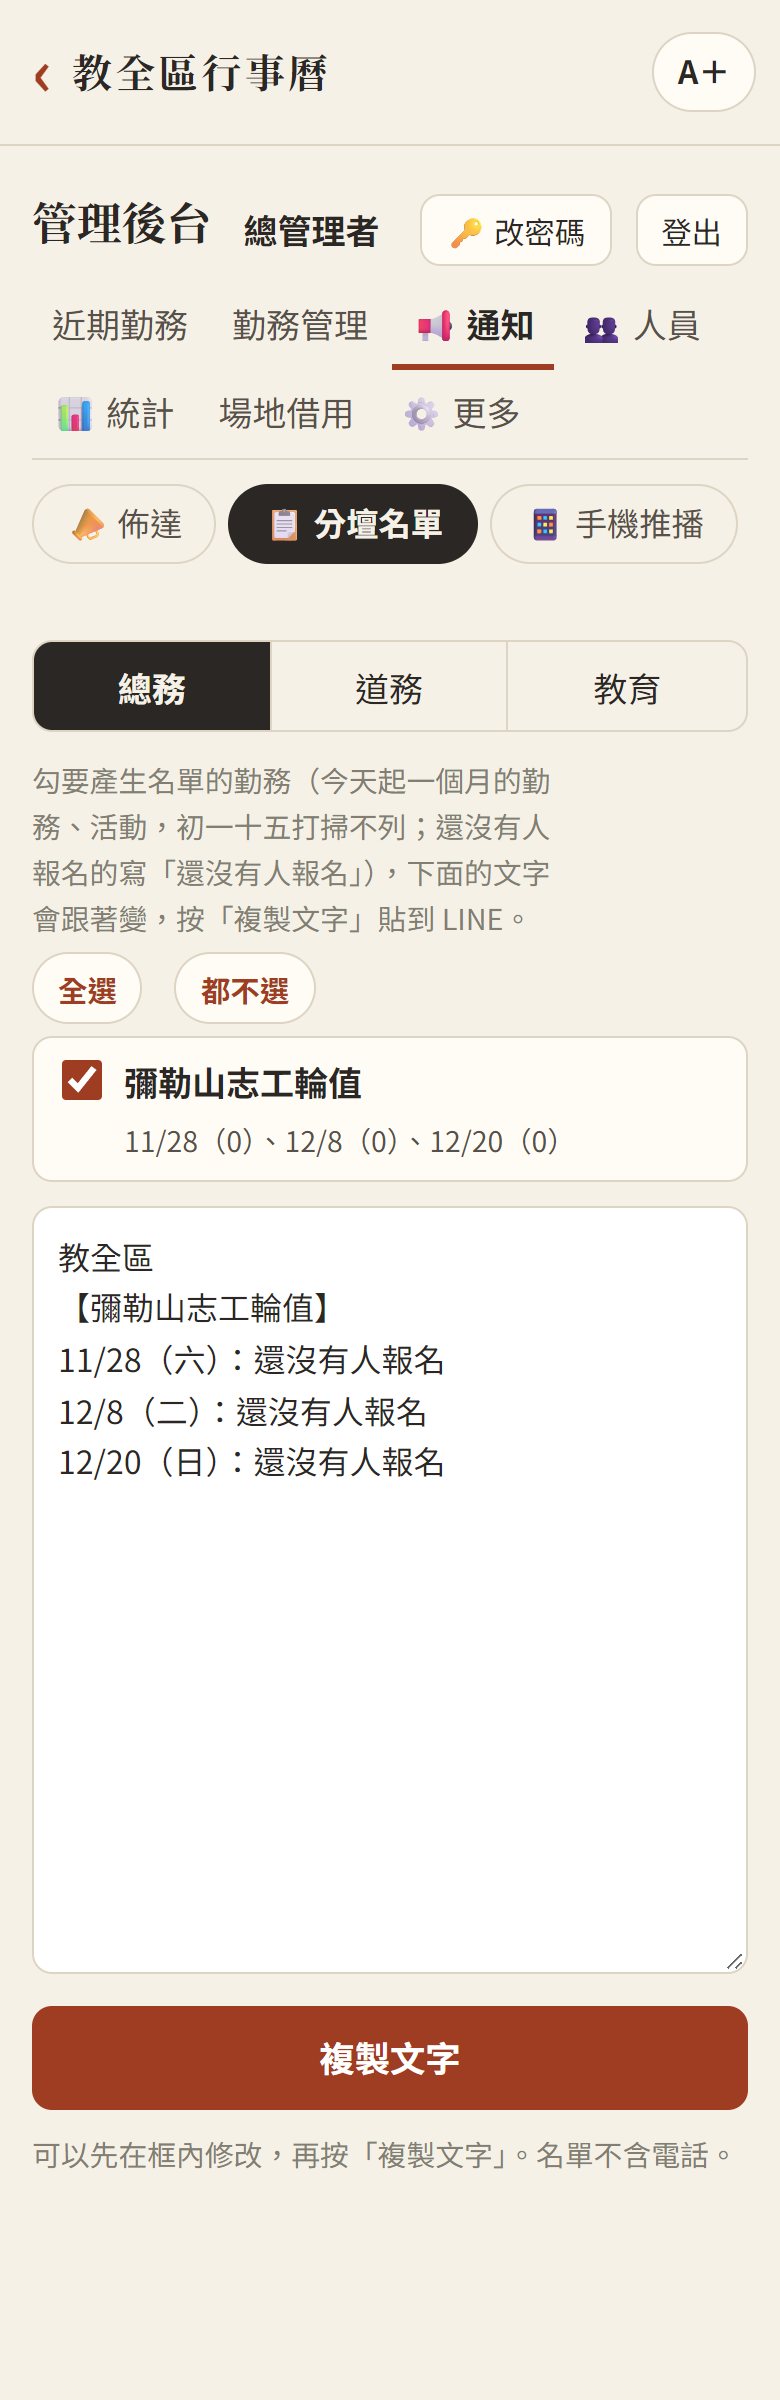 ‹ 教全區行事曆
A＋
管理後台 總管理者 🔑 改密碼 登出
近期勤務 勤務管理 📢 通知 👥 人員
📊 統計 場地借用 ⚙️ 更多
📣 佈達 📋 分壇名單 📱 手機推播
總務 道務 教育
勾要產生名單的勤務（今天起一個月的勤
務、活動，初一十五打掃不列；還沒有人
報名的寫「還沒有人報名」），下面的文字
會跟著變，按「複製文字」貼到 LINE。
全選 都不選
彌勒山志工輪值
11/28（0）、12/8（0）、12/20（0）
教全區
【彌勒山志工輪值】
11/28（六）：還沒有人報名
12/8（二）：還沒有人報名
12/20（日）：還沒有人報名
複製文字
可以先在框內修改，再按「複製文字」。名單不含電話。